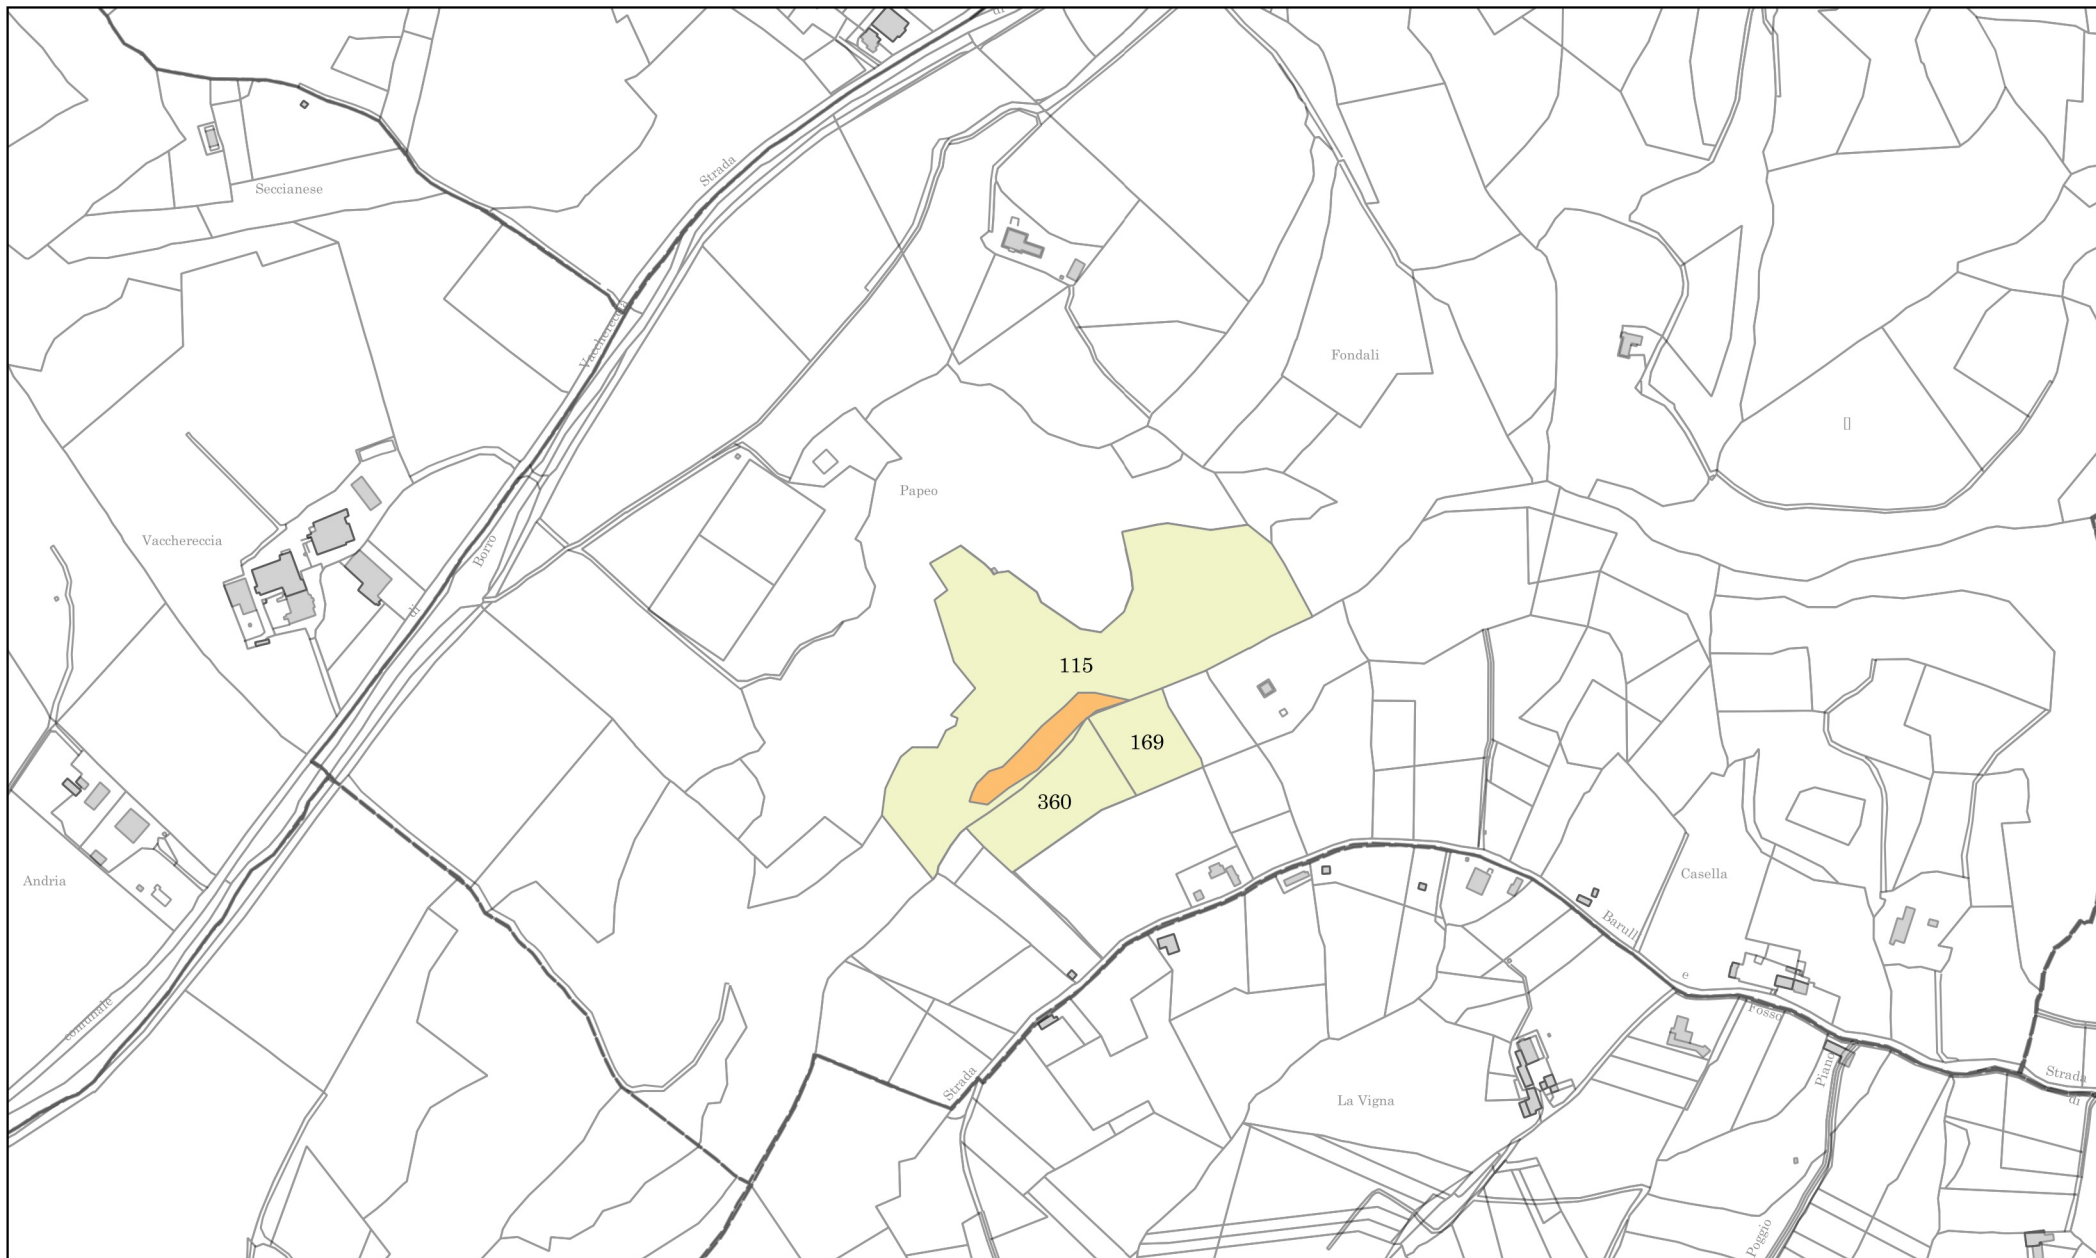 di
Strada
Seccianese
Vacchereccia
Fondali
[]
Papeo
Vacchereccia
Borro
di
115
169
360
Andria
Casella
Barulli
e
comunale
Fosso
Piano
Strada
Strada
di
La Vigna
Poggio